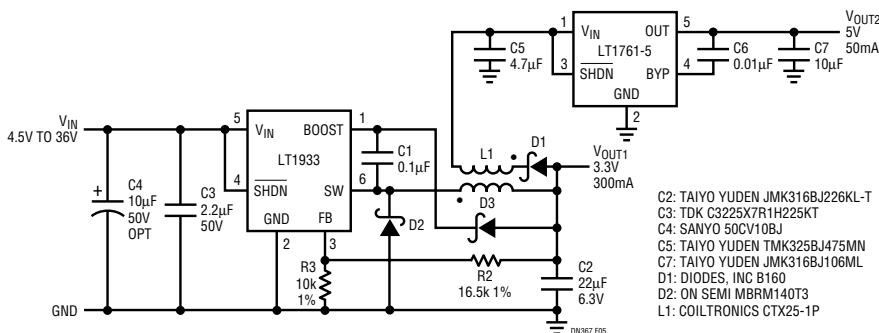 1
V_IN
OUT
5
LT1761-5
C5
4.7µF
3
SHDN
BYP
4
GND
2
C6
0.01µF
C7
10µF
V_OUT2
5V
50mA
V_IN
4.5V TO 36V
5
V_IN
BOOST
1
LT1933
4
SHDN
SW
6
GND
FB
2
3
C1
0.1µF
L1
D1
V_OUT1
3.3V
300mA
D3
D2
+
C4
10µF
50V
OPT
C3
2.2µF
50V
R3
10k
1%
R2
16.5k 1%
C2
22µF
6.3V
GND
DN367 F05
C2: TAIYO YUDEN JMK316BJ226KL-T
C3: TDK C3225X7R1H225KT
C4: SANYO 50CV10BJ
C5: TAIYO YUDEN TMK325BJ475MN
C7: TAIYO YUDEN JMK316BJ106ML
D1: DIODES, INC B160
D2: ON SEMI MBRM140T3
L1: COILTRONICS CTX25-1P